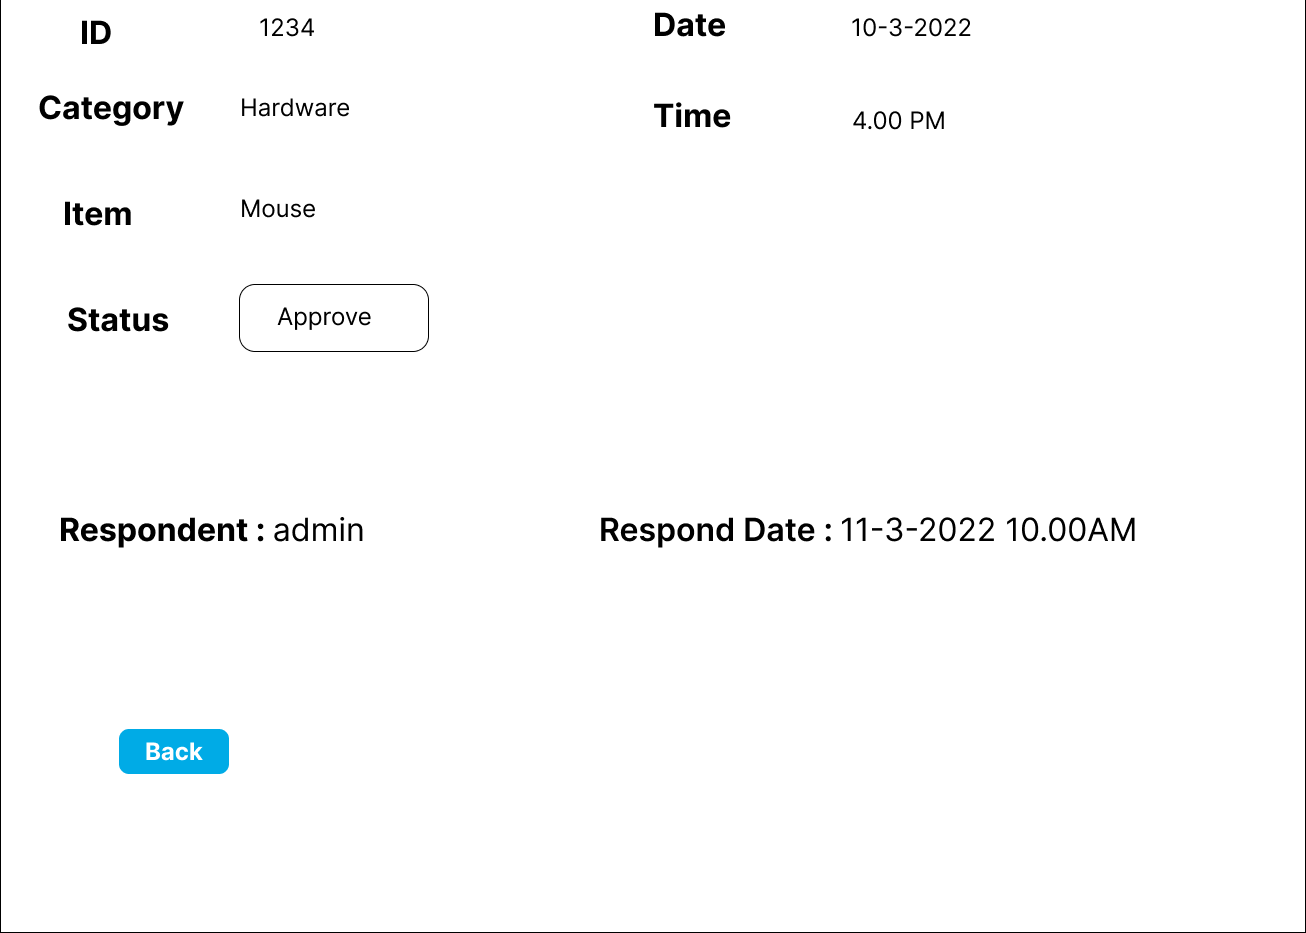 ID 1234 Date 10-3-2022
Category Hardware Time 4.00 PM
Item Mouse
Status Approve
Respondent : admin Respond Date : 11-3-2022 10.00AM
Back